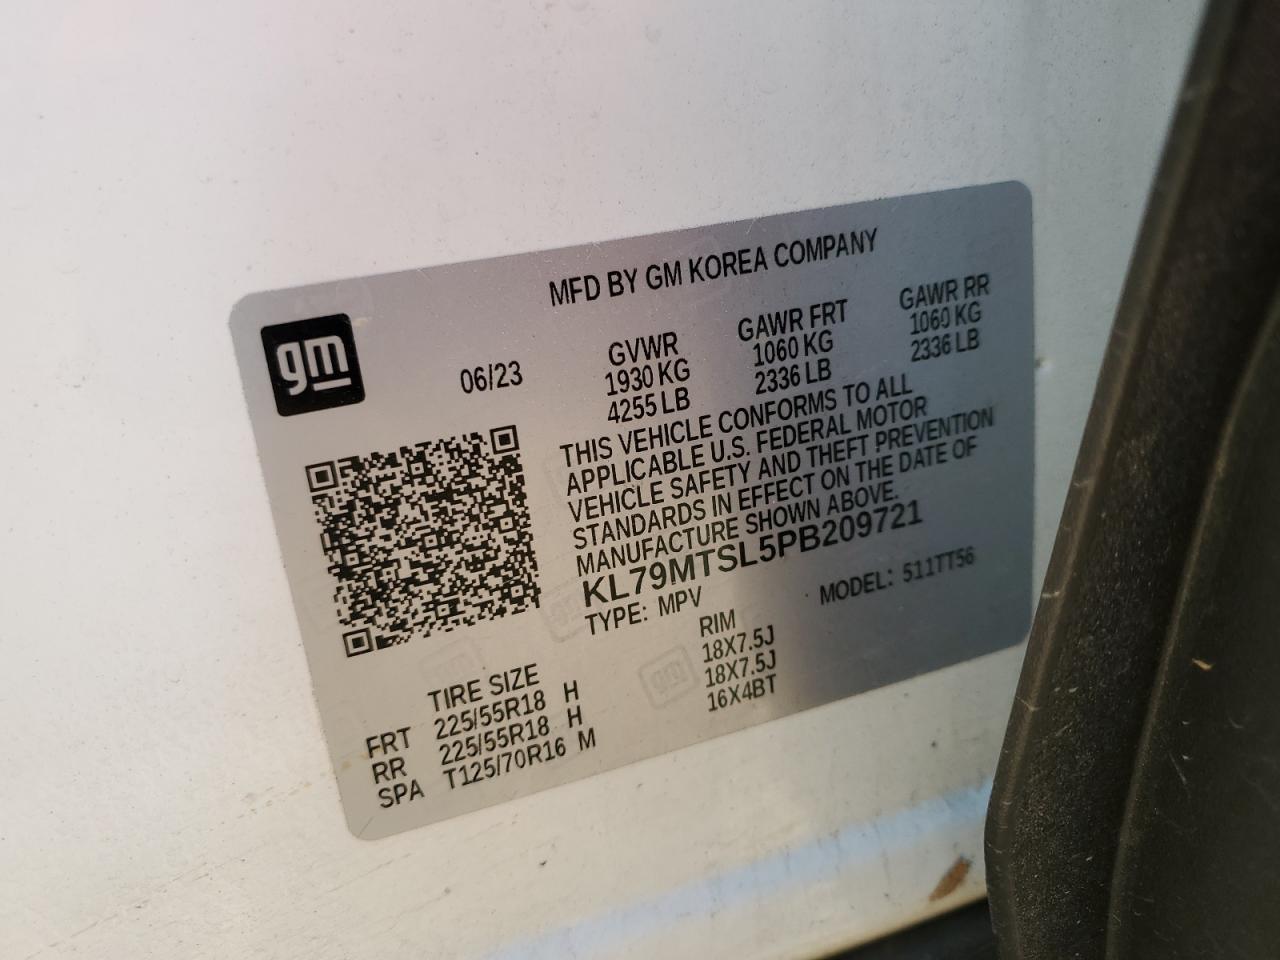 MFD BY GM KOREA COMPANY
gm
06/23
GVWR
1930 KG
4255 LB
GAWR FRT
1060 KG
2336 LB
GAWR RR
1060 KG
2336 LB
THIS VEHICLE CONFORMS TO ALL
APPLICABLE U.S. FEDERAL MOTOR
VEHICLE SAFETY AND THEFT PREVENTION
STANDARDS IN EFFECT ON THE DATE OF
MANUFACTURE SHOWN ABOVE.
KL79MTSL5PB209721
TYPE: MPV MODEL: 511TT56
TIRE SIZE RIM
FRT 225/55R18 H 18X7.5J
RR 225/55R18 H 18X7.5J
SPA T125/70R16 M 16X4BT
gm